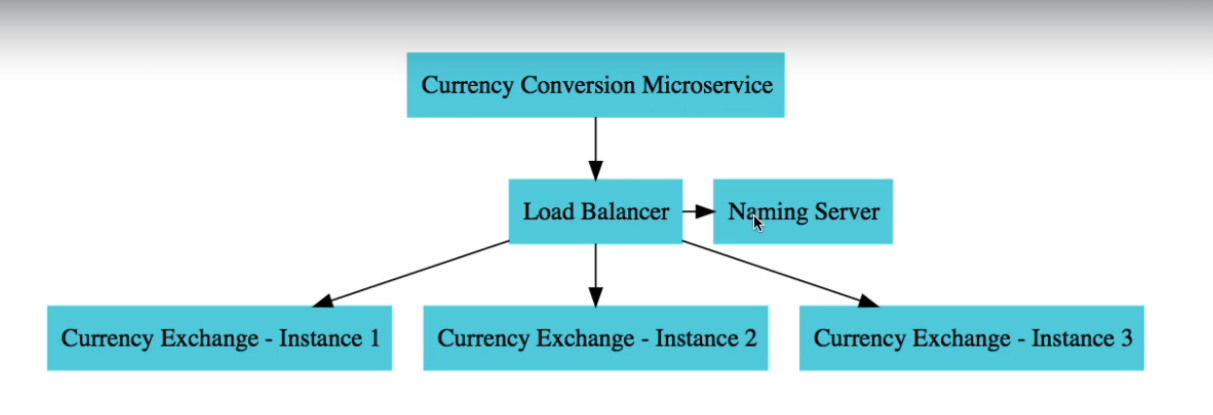 Currency Conversion Microservice
Load Balancer
Naming Server
Currency Exchange - Instance 1
Currency Exchange - Instance 2
Currency Exchange - Instance 3